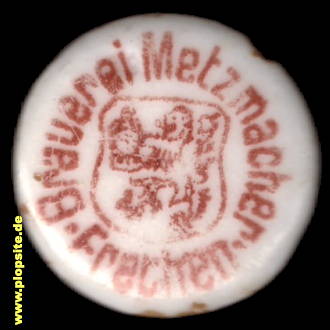 Brauerei Metzmacher
·Frechen·
www.plopsite.de